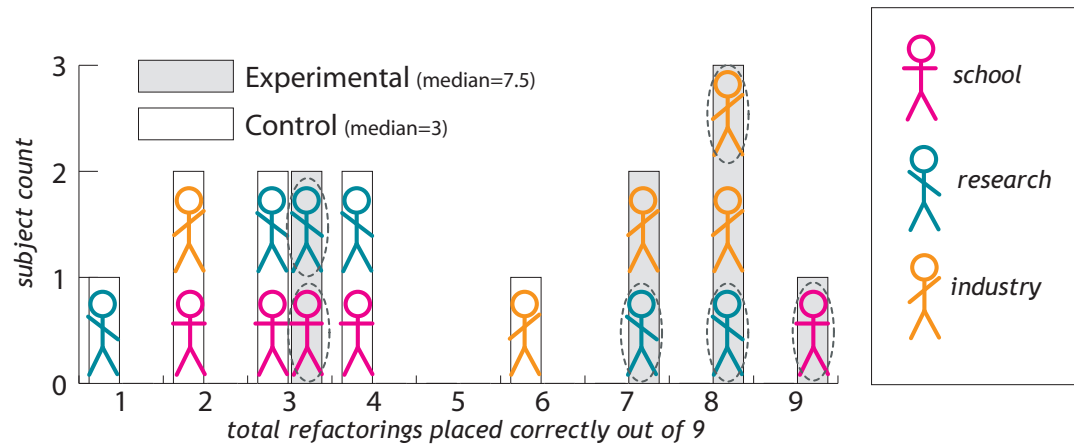 3
2
1
0
subject count
Experimental (median=7.5)
Control (median=3)
1 2 3 4 5 6 7 8 9
total refactorings placed correctly out of 9
school
research
industry